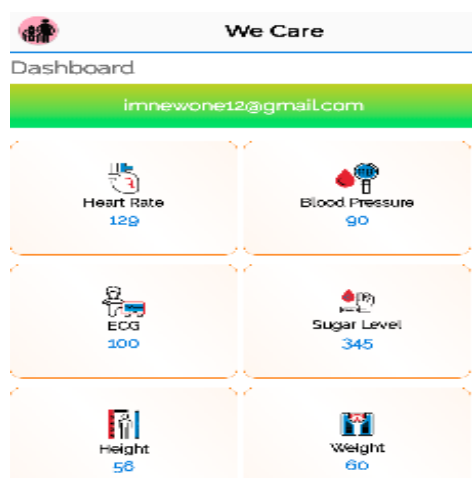 We Care
Dashboard
imnewone12@gmail.com
Heart Rate
129
Blood Pressure
90
ECG
100
Sugar Level
345
Height
56
Weight
60